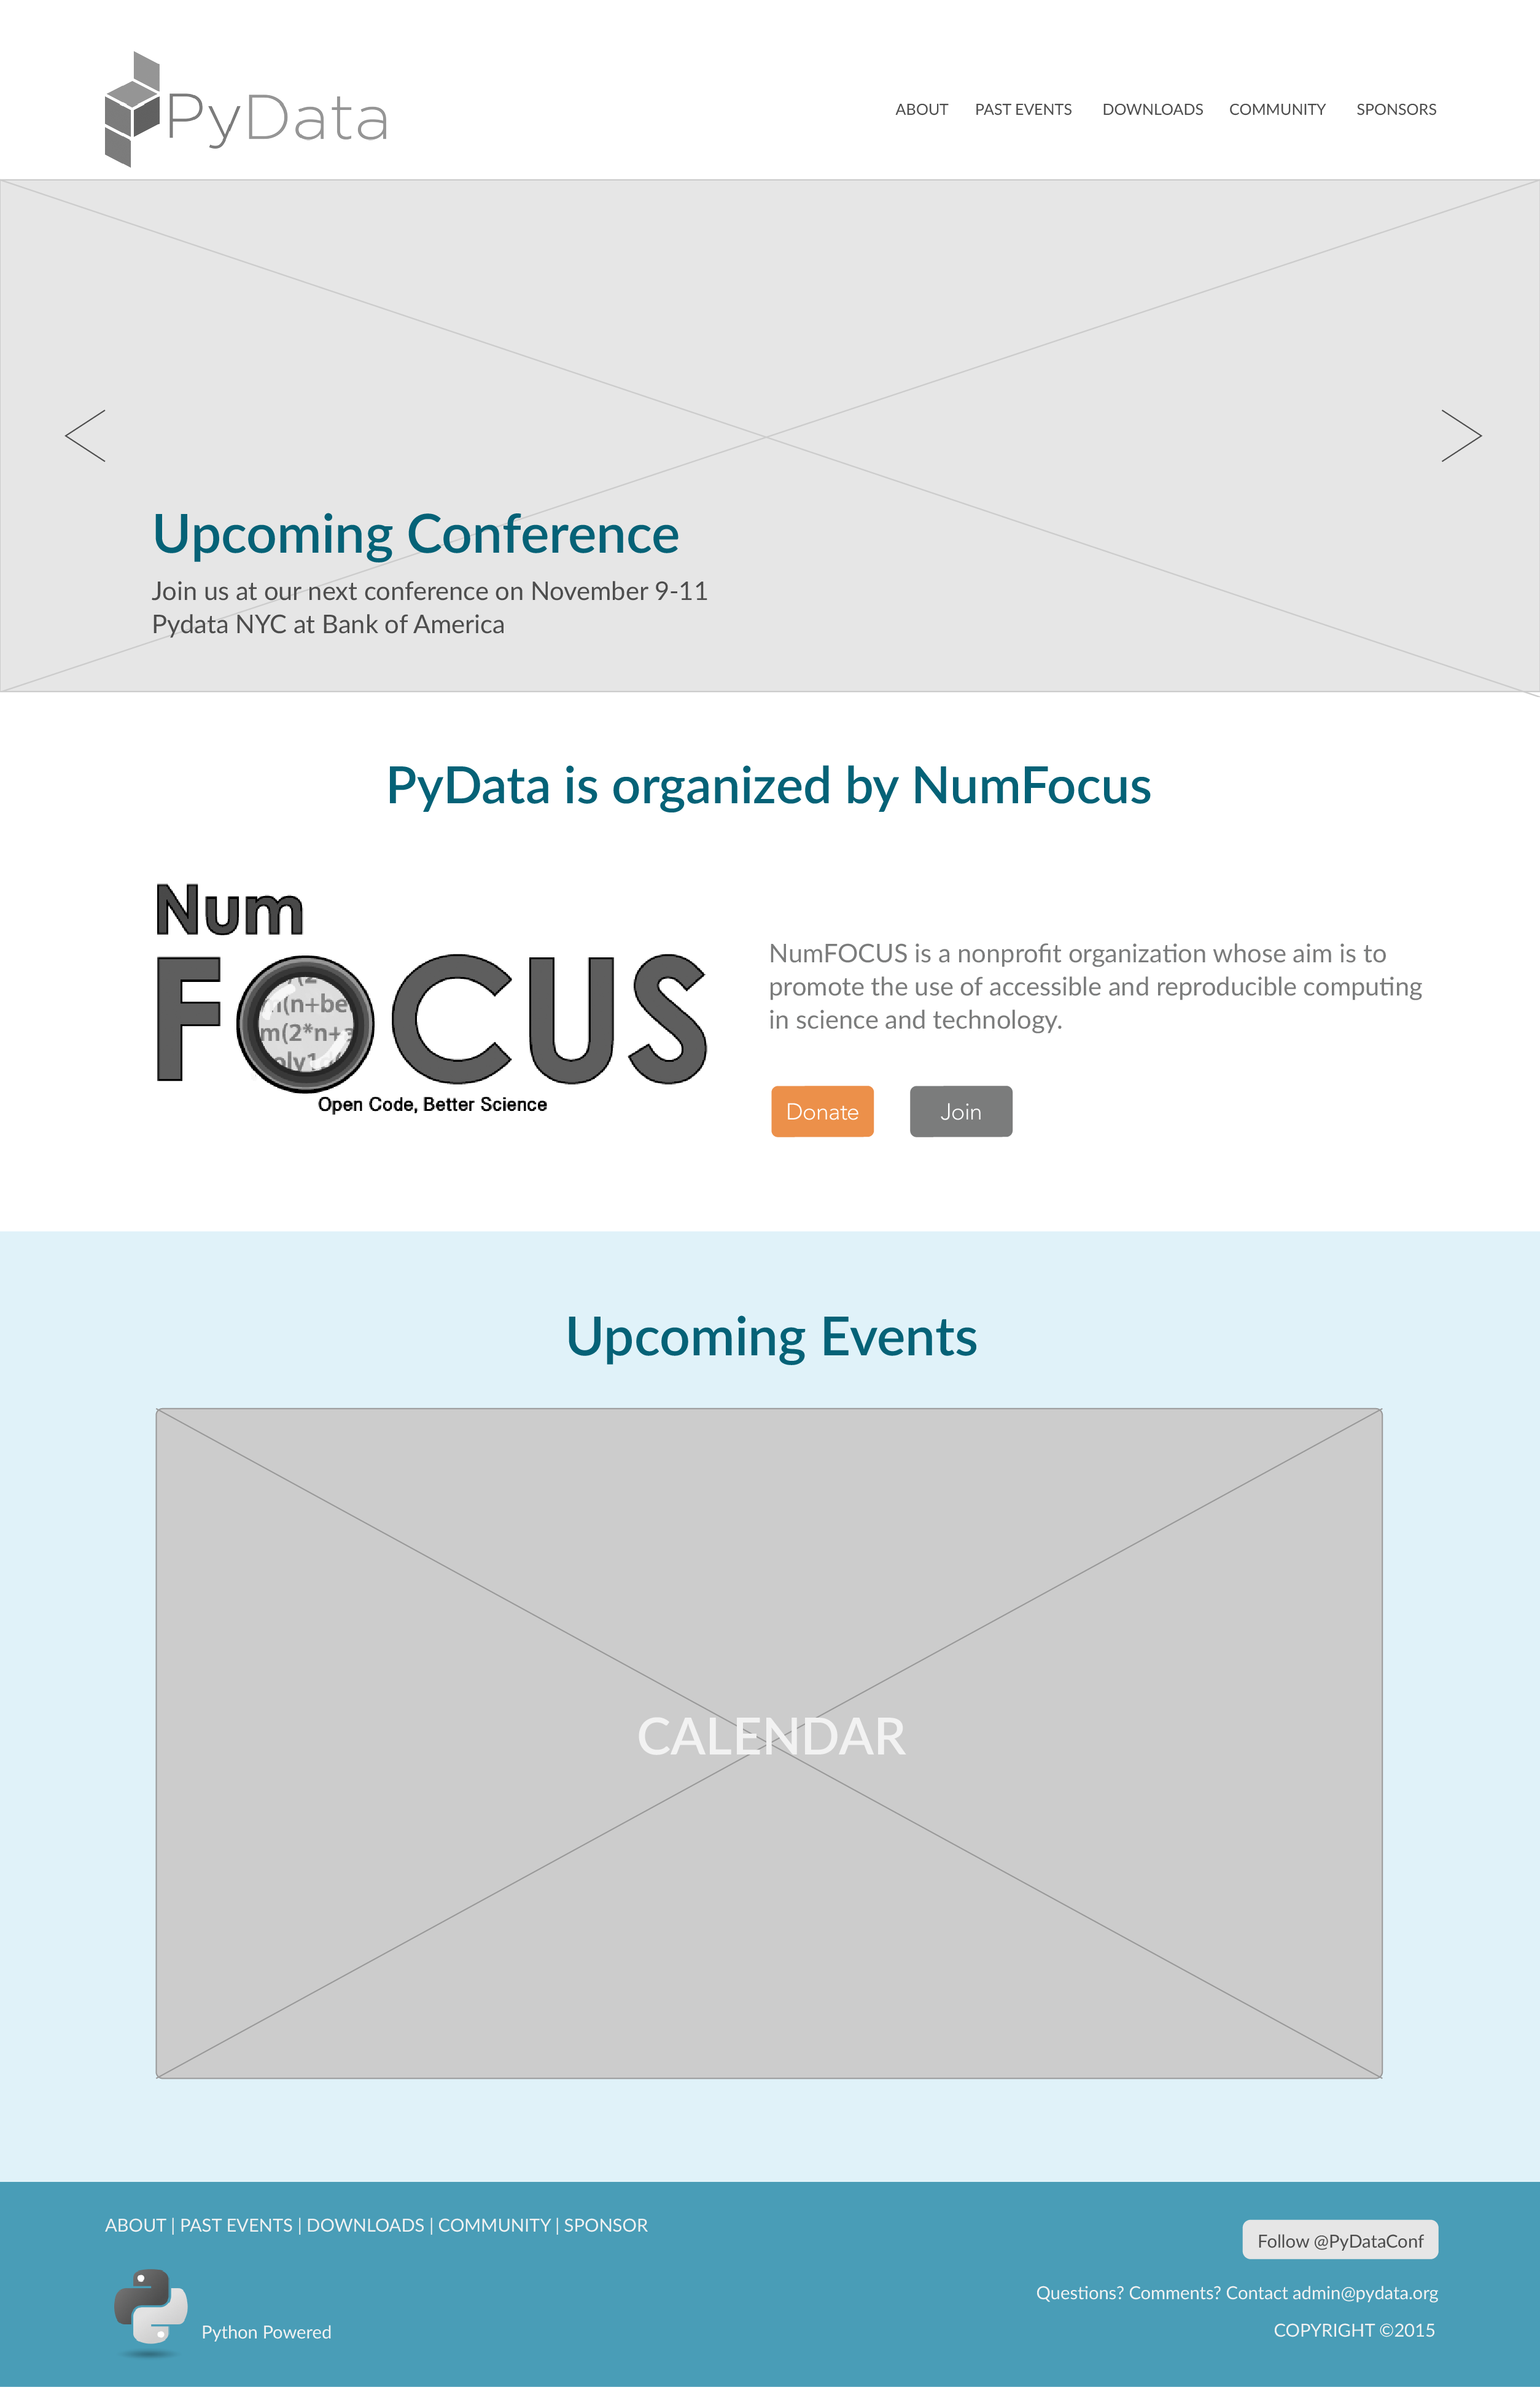 PyData
ABOUT PAST EVENTS DOWNLOADS COMMUNITY SPONSORS
Upcoming Conference
Join us at our next conference on November 9-11
Pydata NYC at Bank of America
PyData is organized by NumFocus
Num
FOCUS
(n+be
m(2*n+
Open Code, Better Science
NumFOCUS is a nonprofit organization whose aim is to
promote the use of accessible and reproducible computing
in science and technology.
Donate Join
Upcoming Events
CALENDAR
ABOUT | PAST EVENTS | DOWNLOADS | COMMUNITY | SPONSOR
Follow @PyDataConf
Questions? Comments? Contact admin@pydata.org
Python Powered
COPYRIGHT ©2015